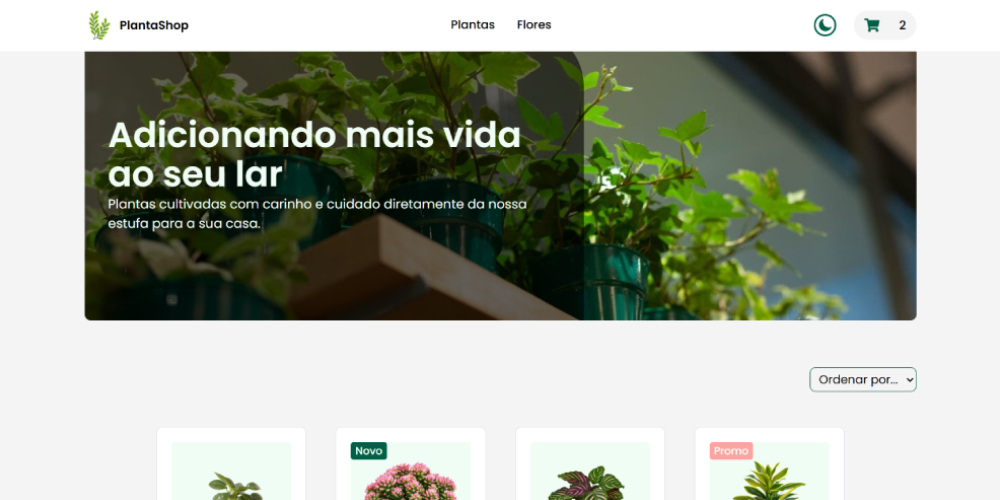 PlantaShop
Plantas
Flores
2
Adicionando mais vida
ao seu lar
Plantas cultivadas com carinho e cuidado diretamente da nossa
estufa para a sua casa.
Ordenar por...
Novo
Promo